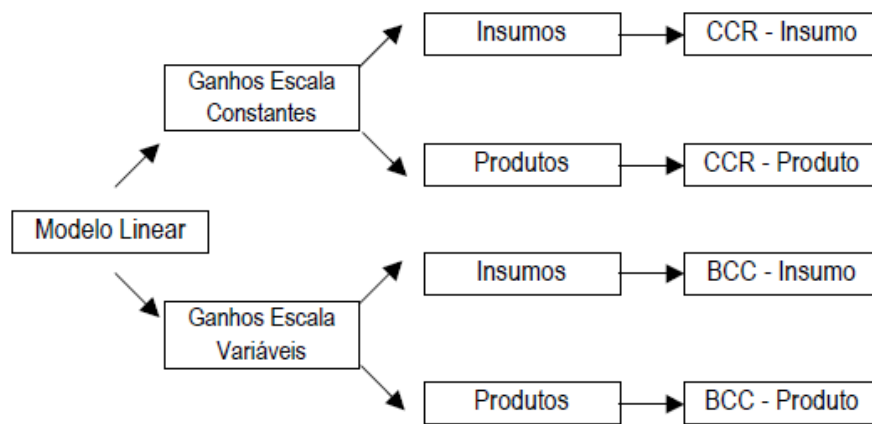 Insumos
CCR - Insumo
Ganhos Escala
Constantes
Produtos
CCR - Produto
Modelo Linear
Insumos
BCC - Insumo
Ganhos Escala
Variáveis
Produtos
BCC - Produto